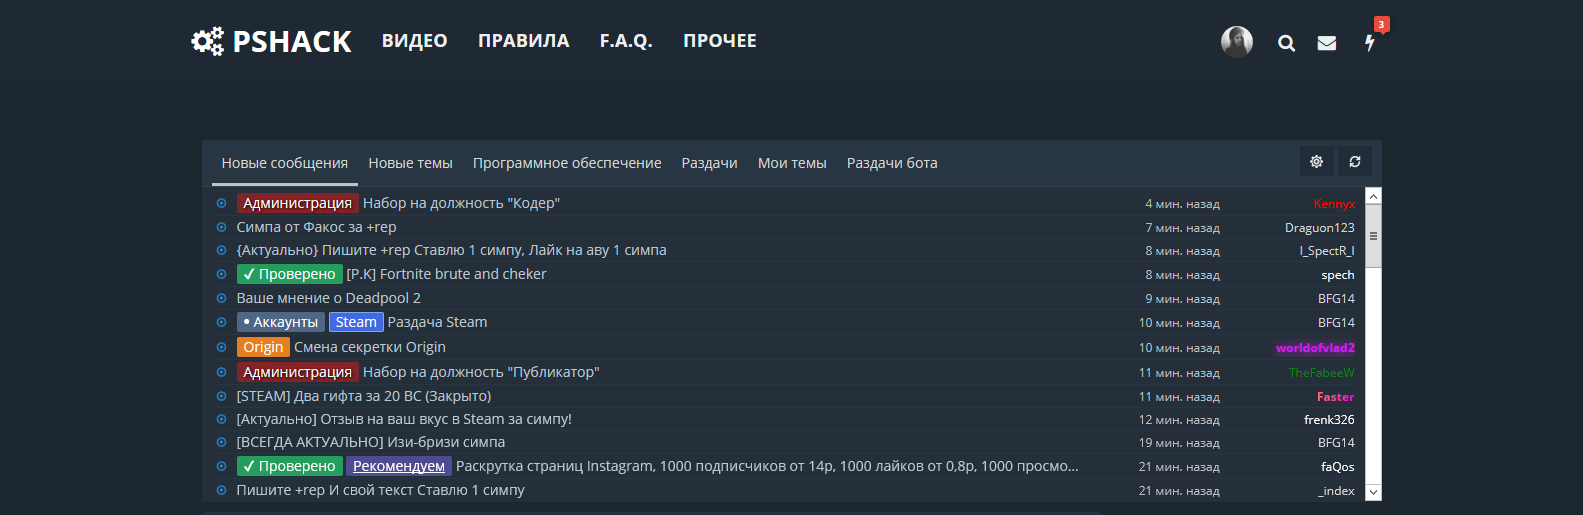 PSHACK ВИДЕО ПРАВИЛА F.A.Q. ПРОЧЕЕ 3
Новые сообщения Новые темы Программное обеспечение Раздачи Мои темы Раздачи бота
Администрация Набор на должность "Кодер" 4 мин. назад Kennyx
Симпа от Факос за +rep 7 мин. назад Draguon123
{Актуально} Пишите +rep Ставлю 1 симпу, Лайк на аву 1 симпа 8 мин. назад I_SpectR_I
✓ Проверено [P.K] Fortnite brute and cheker 8 мин. назад spech
Ваше мнение о Deadpool 2 9 мин. назад BFG14
• Аккаунты Steam Раздача Steam 10 мин. назад BFG14
Origin Смена секретки Origin 10 мин. назад worldofvlad2
Администрация Набор на должность "Публикатор" 11 мин. назад TheFabeeW
[STEAM] Два гифта за 20 ВС (Закрыто) 11 мин. назад Faster
[Актуально] Отзыв на ваш вкус в Steam за симпу! 12 мин. назад frenk326
[ВСЕГДА АКТУАЛЬНО] Изи-бризи симпа 19 мин. назад BFG14
✓ Проверено Рекомендуем Раскрутка страниц Instagram, 1000 подписчиков от 14р, 1000 лайков от 0,8р, 1000 просмо... 21 мин. назад faQos
Пишите +rep И свой текст Ставлю 1 симпу 21 мин. назад _index